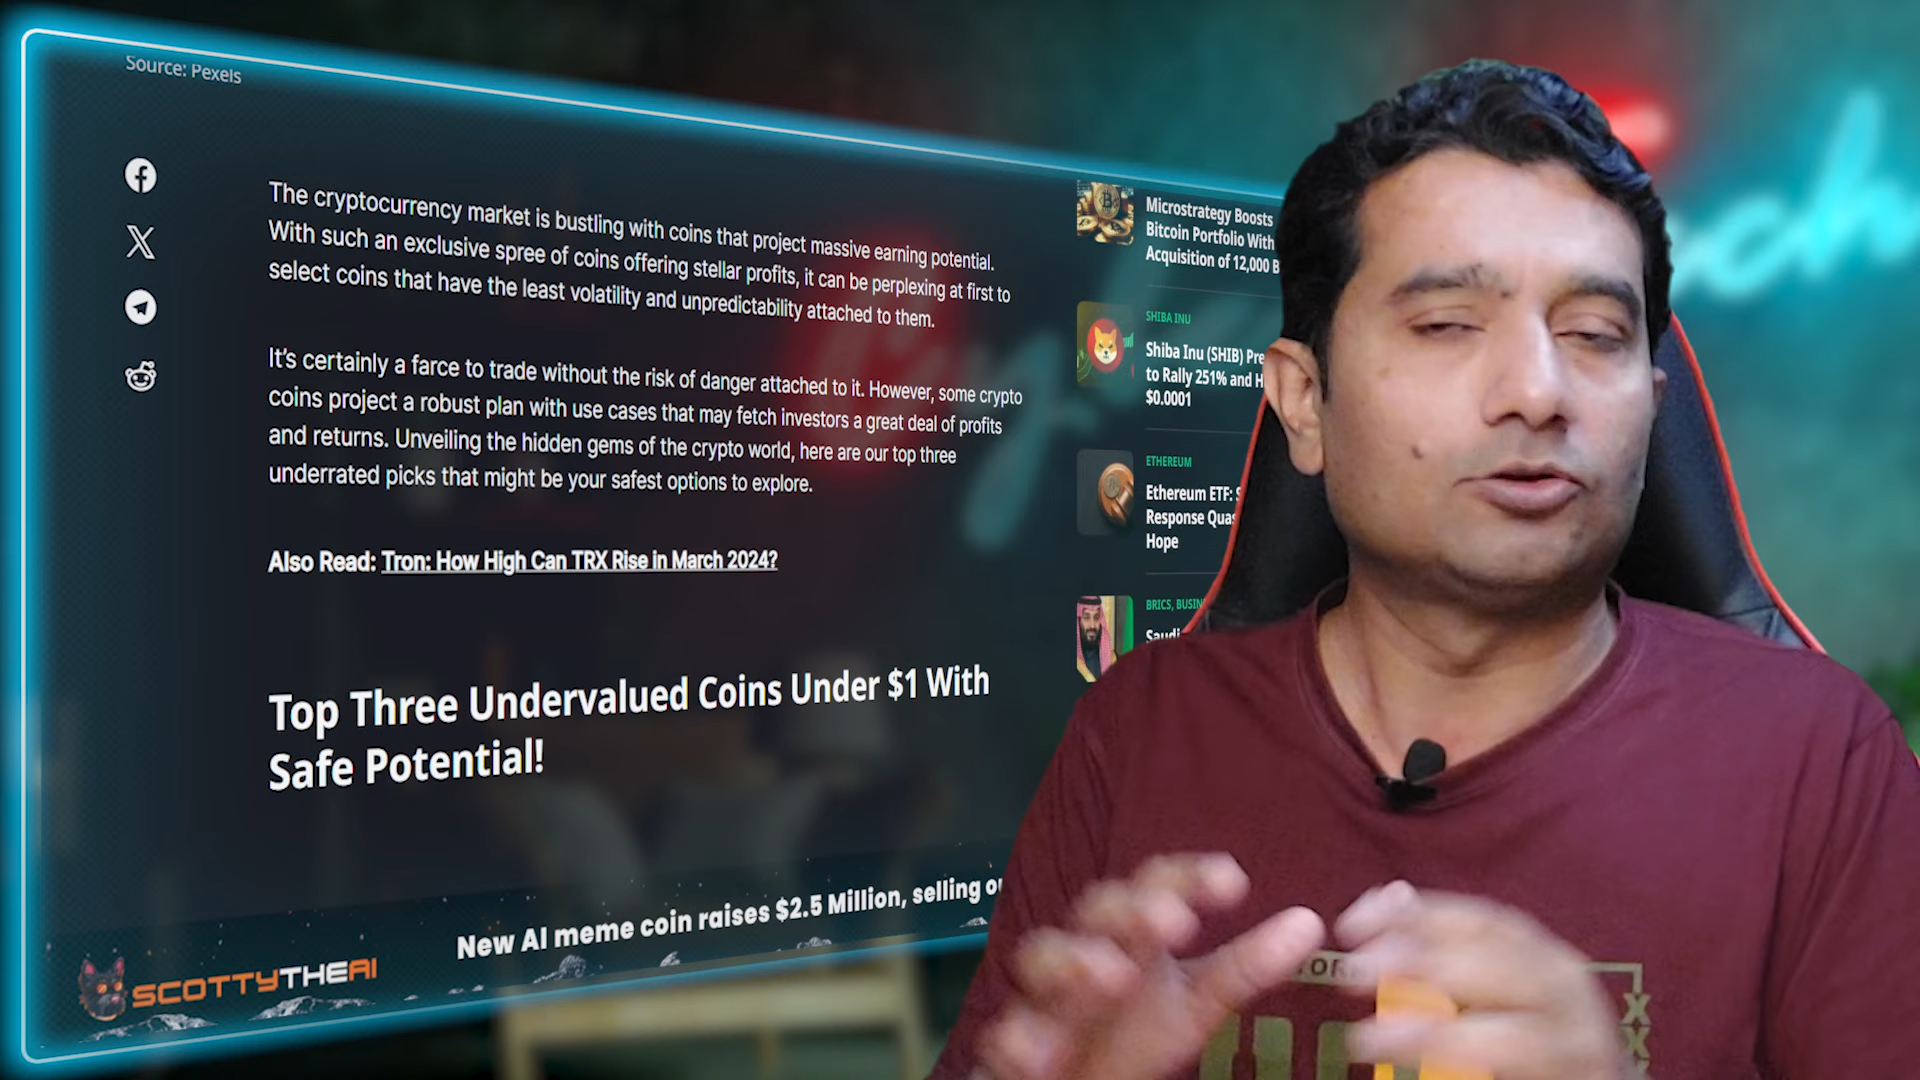 Source: Pexels
The cryptocurrency market is bustling with coins that project massive earning potential.
With such an exclusive spree of coins offering stellar profits, it can be perplexing at first to
select coins that have the least volatility and unpredictability attached to them.
It's certainly a farce to trade without the risk of danger attached to it. However, some crypto
coins project a robust plan with use cases that may fetch investors a great deal of profits
and returns. Unveiling the hidden gems of the crypto world, here are our top three
underrated picks that might be your safest options to explore.
Also Read: Tron: How High Can TRX Rise in March 2024?
Top Three Undervalued Coins Under $1 With
Safe Potential!
New AI meme coin raises $2.5 Million, selling
SCOTTYTHEAI
Microstrategy Boosts
Bitcoin Portfolio With
Acquisition of 12,000 B
SHIBA INU
Shiba Inu (SHIB) Pre
to Rally 251% and H
$0.0001
ETHEREUM
Ethereum ETF: S
Response Quas
Hope
BRICS, BUSIN
Saudi